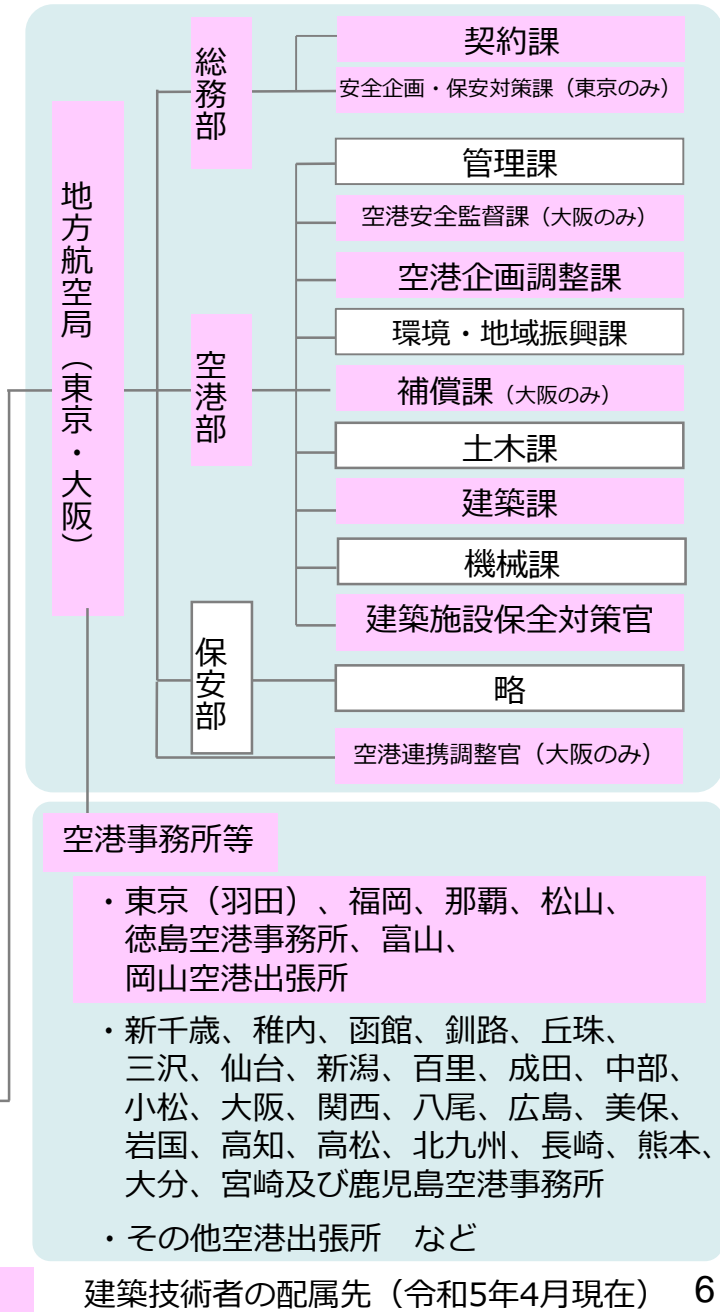 地方航空局（東京・大阪）
総務部
契約課
安全企画・保安対策課（東京のみ）
空港部
管理課
空港安全監督課（大阪のみ）
空港企画調整課
環境・地域振興課
補償課（大阪のみ）
土木課
建築課
機械課
建築施設保全対策官
保安部
略
空港連携調整官（大阪のみ）
空港事務所等
・東京（羽田）、福岡、那覇、松山、
徳島空港事務所、富山、
岡山空港出張所
・新千歳、稚内、函館、釧路、丘珠、
三沢、仙台、新潟、百里、成田、中部、
小松、大阪、関西、八尾、広島、美保、
岩国、高知、高松、北九州、長崎、熊本、
大分、宮崎及び鹿児島空港事務所
・その他空港出張所　など
建築技術者の配属先（令和5年4月現在）
6